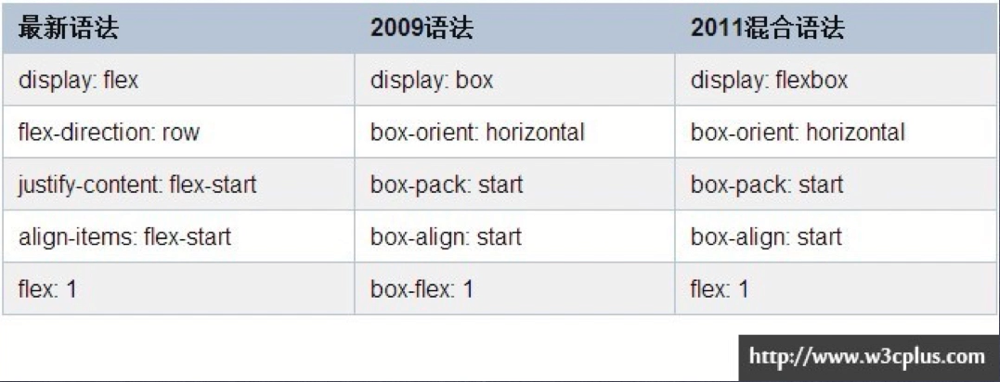 最新语法 2009语法 2011混合语法
display: flex display: box display: flexbox
flex-direction: row box-orient: horizontal box-orient: horizontal
justify-content: flex-start box-pack: start box-pack: start
align-items: flex-start box-align: start box-align: start
flex: 1 box-flex: 1 flex: 1
http://www.w3cplus.com